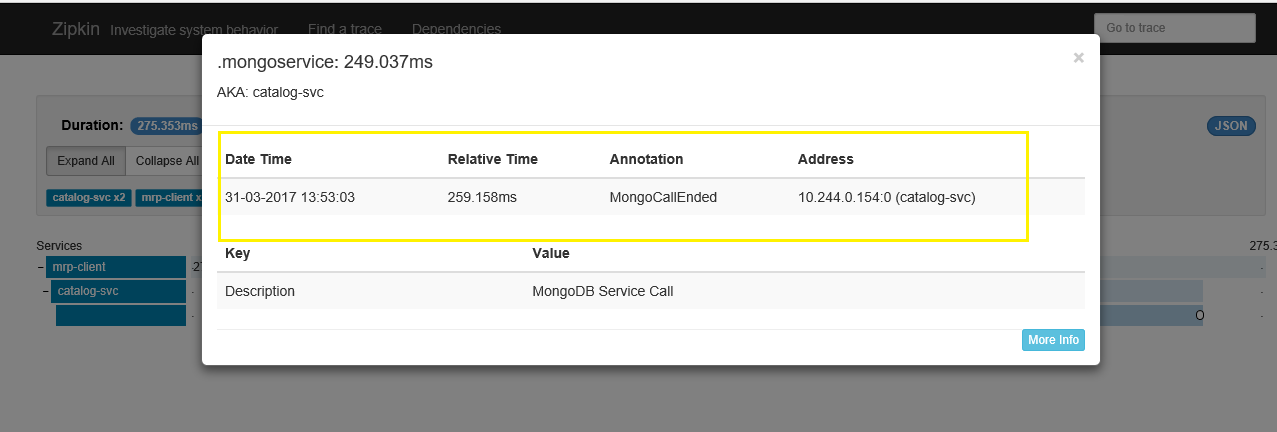 Zipkin Investigate system behavior Find a trace Dependencies Go to trace
.mongoservice: 249.037ms ×
AKA: catalog-svc
Duration: 275.353ms JSON
Expand All Collapse All
catalog-svc x2 mrp-client
Date Time Relative Time Annotation Address
31-03-2017 13:53:03 259.158ms MongoCallEnded 10.244.0.154:0 (catalog-svc)
Services 275.3
Key Value
− mrp-client
Description MongoDB Service Call
− catalog-svc
O
More Info